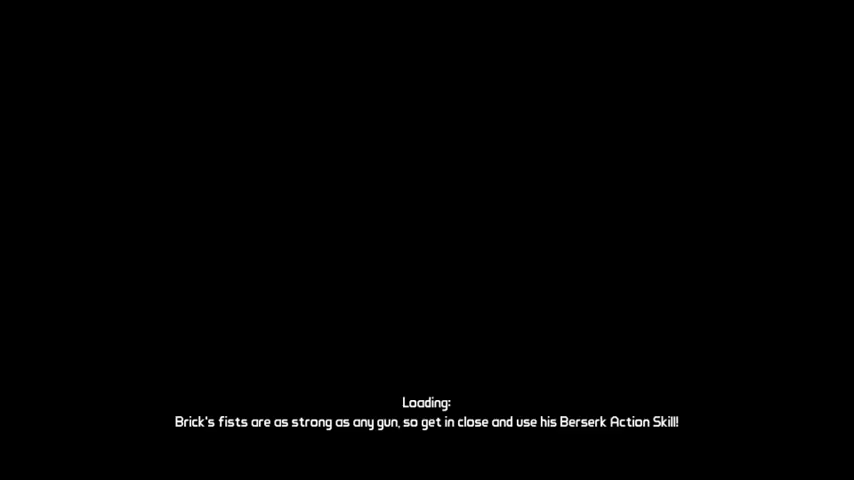 Loading:
Brick's fists are as strong as any gun, so get in close and use his Berserk Action Skill!